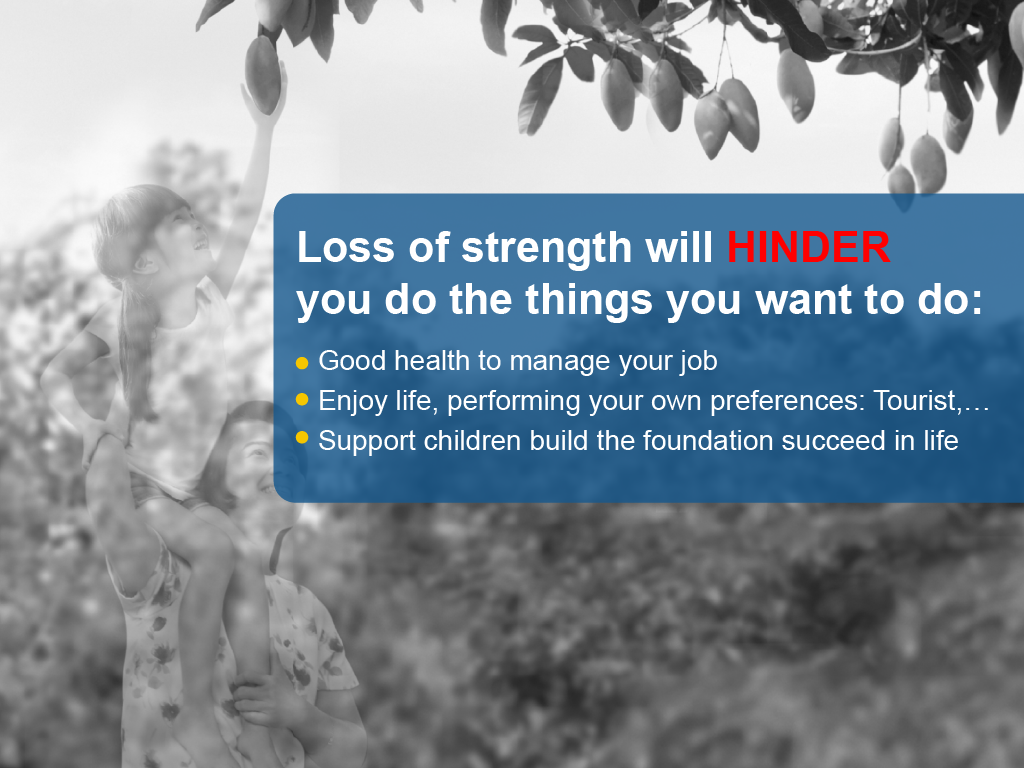 Loss of strength will HINDER
you do the things you want to do:
Good health to manage your job
Enjoy life, performing your own preferences: Tourist,…
Support children build the foundation succeed in life